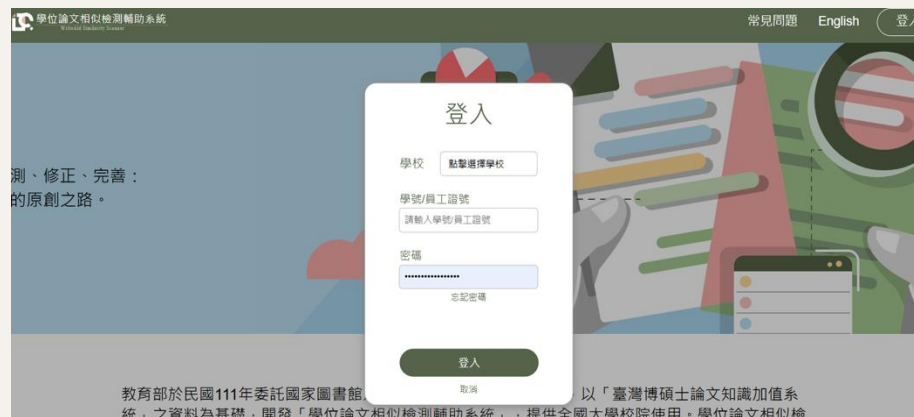 學位論文相似檢測輔助系統
常見問題 English 登入
測、修正、完善：
的原創之路。
登入
學校 點擊選擇學校
學號/員工證號
請輸入學號/員工證號
密碼
忘記密碼
登入
取消
教育部於民國111年委託國家圖書館 以「臺灣博碩士論文知識加值系
統」之資料為基礎，開發「學位論文相似檢測輔助系統」，提供全國大學校院使用。學位論文相似檢